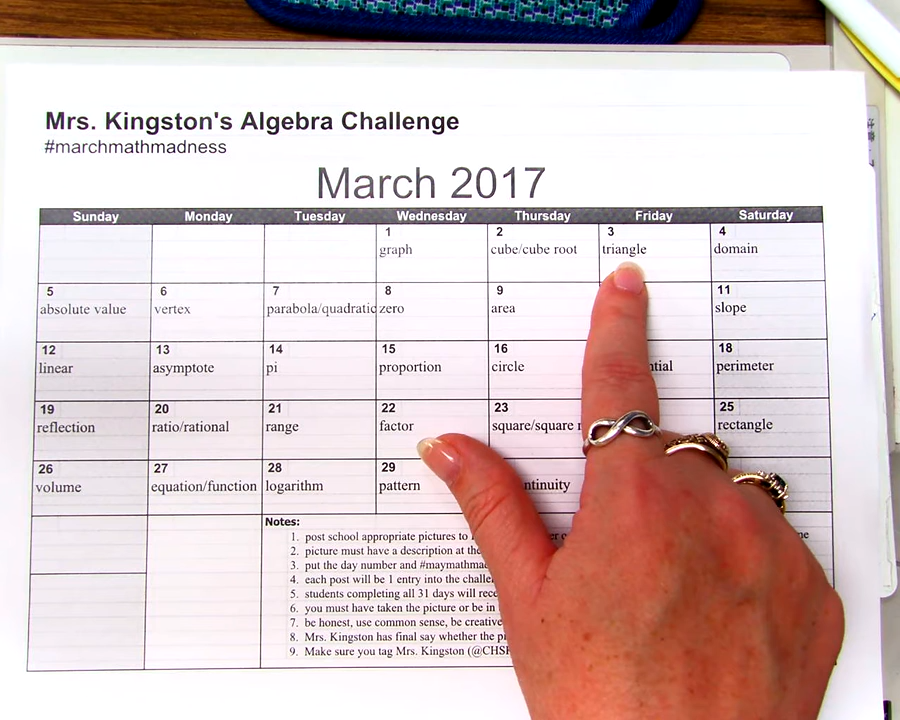 Mrs. Kingston's Algebra Challenge
#marchmathmadness
March 2017
Sunday Monday Tuesday Wednesday Thursday Friday Saturday
1 2 3 4
graph cube/cube root triangle domain
5 6 7 8 9 11
absolute value vertex parabola/quadratic zero area slope
12 13 14 15 16 18
linear asymptote pi proportion circle perimeter
19 20 21 22 23 25
reflection ratio/rational range factor square/square rectangle
26 27 28 29
volume equation/function logarithm pattern
Notes:
1. post school appropriate pictures to
2. picture must have a description at the
3. put the day number and
4. each post will be 1 entry into the
5. students completing all 31 days will
6. you must have taken the picture or be in
7. be honest, use common sense, be creative
8. Mrs. Kingston has final say whether the
9. Make sure you tag Mrs. Kingston